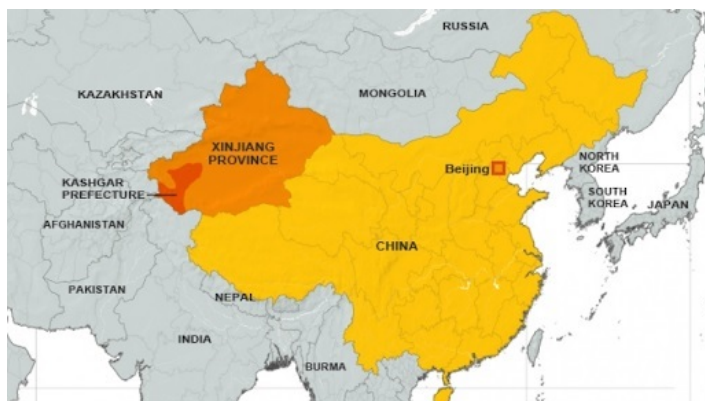 RUSSIA
KAZAKHSTAN
MONGOLIA
XINJIANG
PROVINCE
Beijing
NORTH
KOREA
KASHGAR
PREFECTURE
SOUTH
KOREA
JAPAN
AFGHANISTAN
CHINA
PAKISTAN
NEPAL
INDIA
BURMA